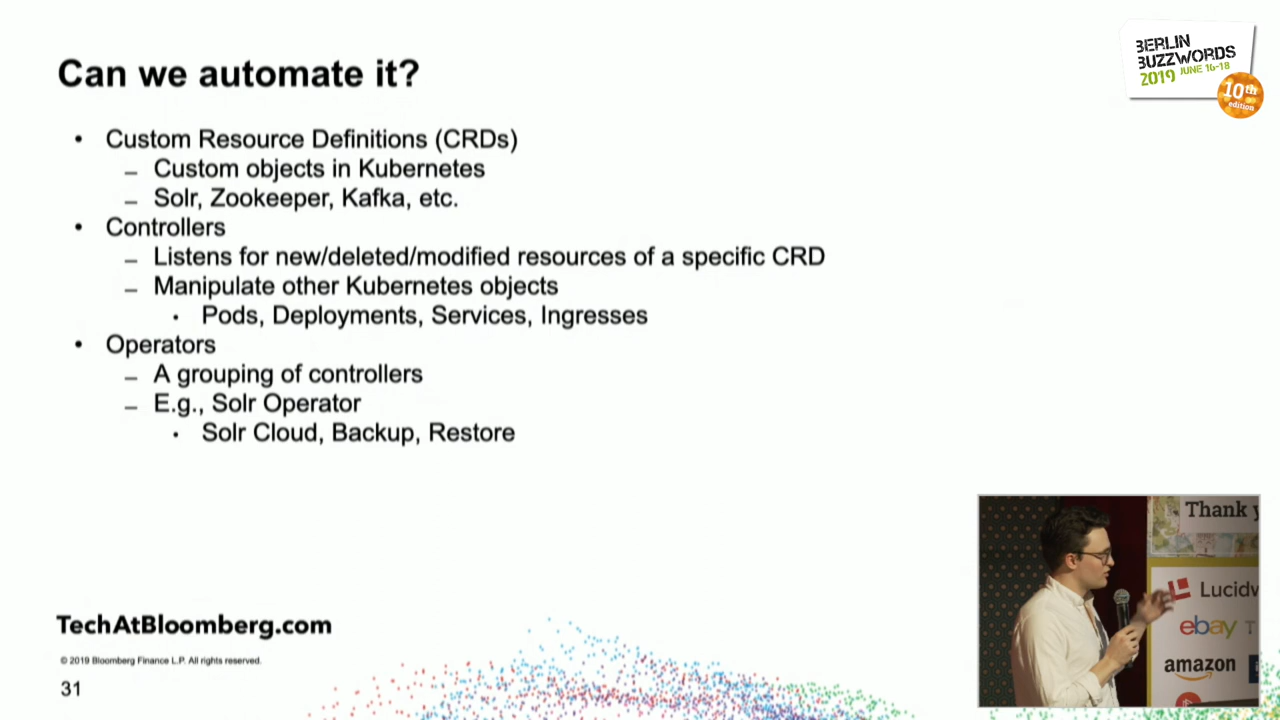 Can we automate it?
BERLIN
BUZZWORDS
2019 JUNE 16-18
10th
edition
• Custom Resource Definitions (CRDs)
– Custom objects in Kubernetes
– Solr, Zookeeper, Kafka, etc.
• Controllers
– Listens for new/deleted/modified resources of a specific CRD
– Manipulate other Kubernetes objects
• Pods, Deployments, Services, Ingresses
• Operators
– A grouping of controllers
– E.g., Solr Operator
• Solr Cloud, Backup, Restore
Thank y
Lucidw
ebay T
amazon
TechAtBloomberg.com
© 2019 Bloomberg Finance L.P. All rights reserved.
31